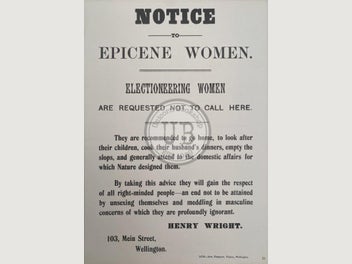 NOTICE
TO
EPICENE WOMEN.
ELECTIONEERING WOMEN
ARE REQUESTED NOT TO CALL HERE.
They are recommended to go home, to look after
their children, cook their husband's dinners, empty the
slops, and generally attend to the domestic affairs for
which Nature designed them.
By taking this advice they will gain the respect
of all right-minded people—an end not to be attained
by unsexing themselves and meddling in masculine
concerns of which they are profoundly ignorant.
HENRY WRIGHT.
103, Mein Street,
Wellington.